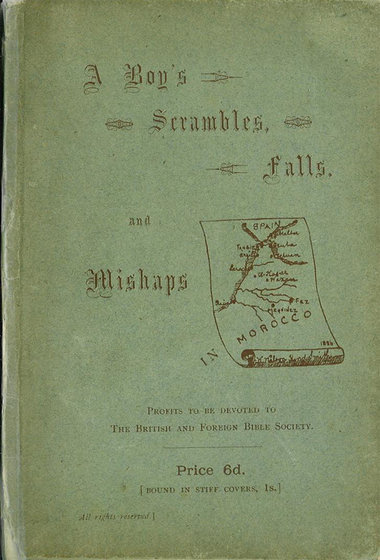 A Boy's
Scrambles,
Falls,
and
Mishaps
SPAIN
Fez
IN MOROCCO
PROFITS TO BE DEVOTED TO
THE BRITISH AND FOREIGN BIBLE SOCIETY.
Price 6d.
[BOUND IN STIFF COVERS, 1s.]
All rights reserved]